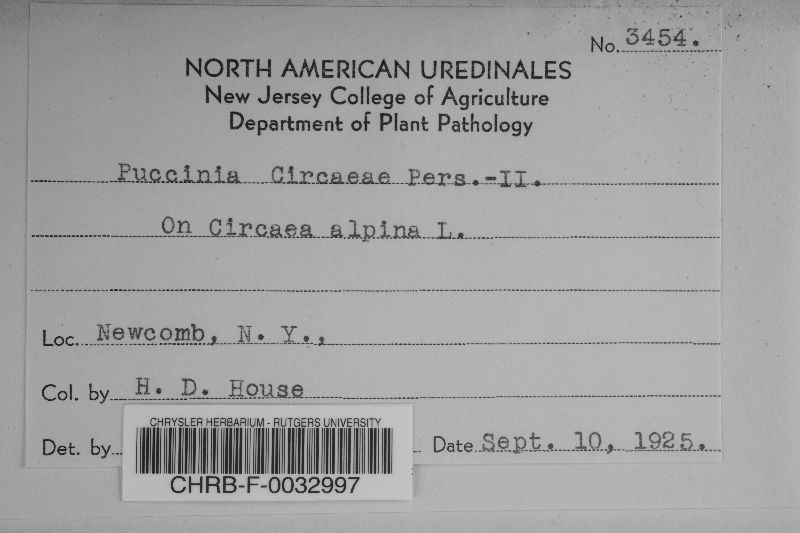 No. 3454.
NORTH AMERICAN UREDINALES
New Jersey College of Agriculture
Department of Plant Pathology
Puccinia Circaeae Pers.-II.
On Circaea alpina L.
Loc. Newcomb, N. Y.,
Col. by H. D. House
Det. by
Date Sept. 10, 1925.
CHRYSLER HERBARIUM - RUTGERS UNIVERSITY
CHRB-F-0032997